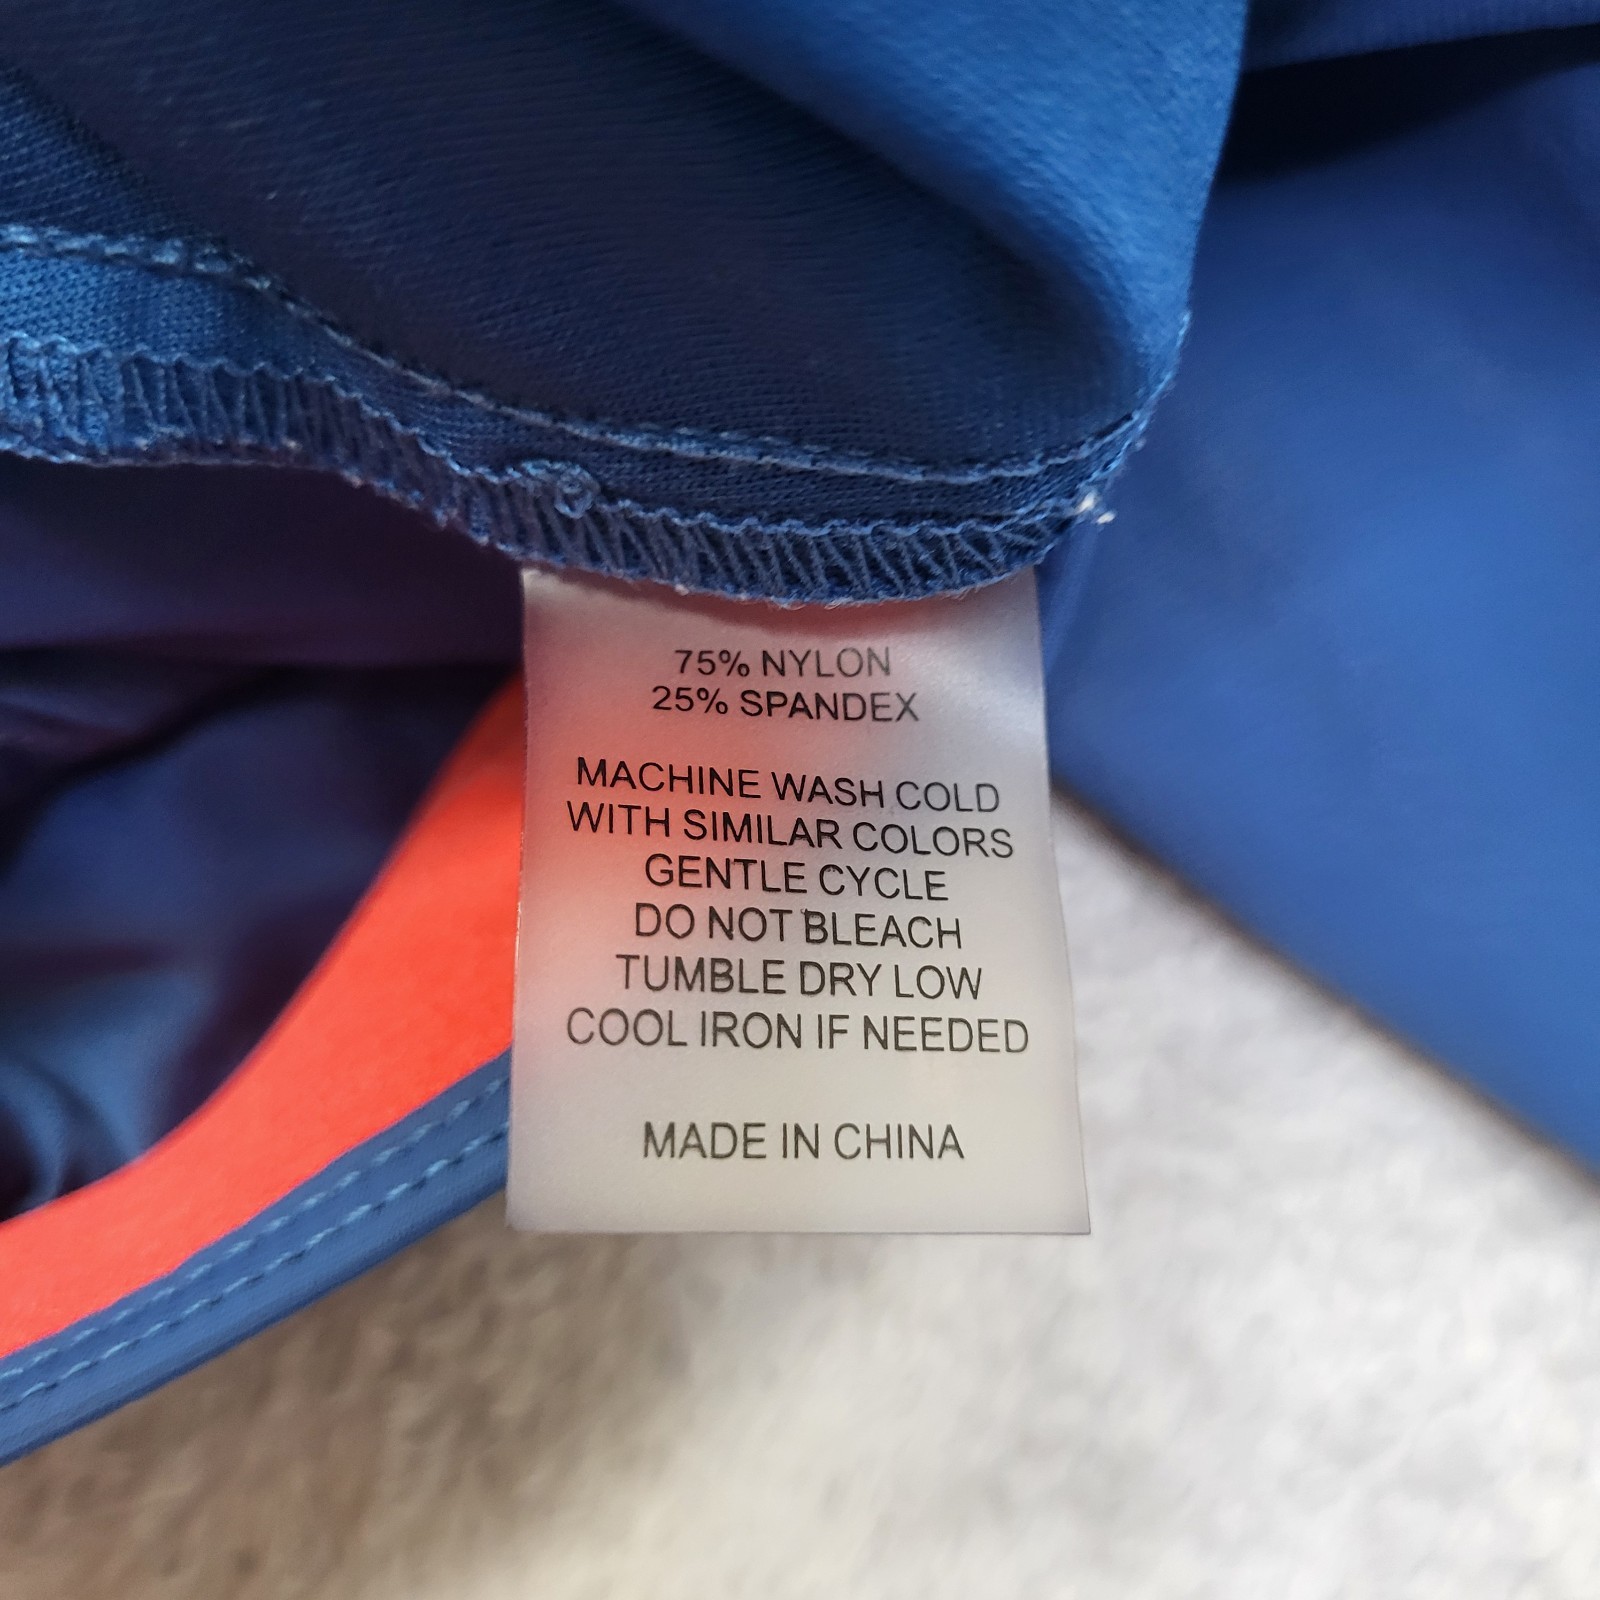 75% NYLON
25% SPANDEX
MACHINE WASH COLD
WITH SIMILAR COLORS
GENTLE CYCLE
DO NOT BLEACH
TUMBLE DRY LOW
COOL IRON IF NEEDED
MADE IN CHINA